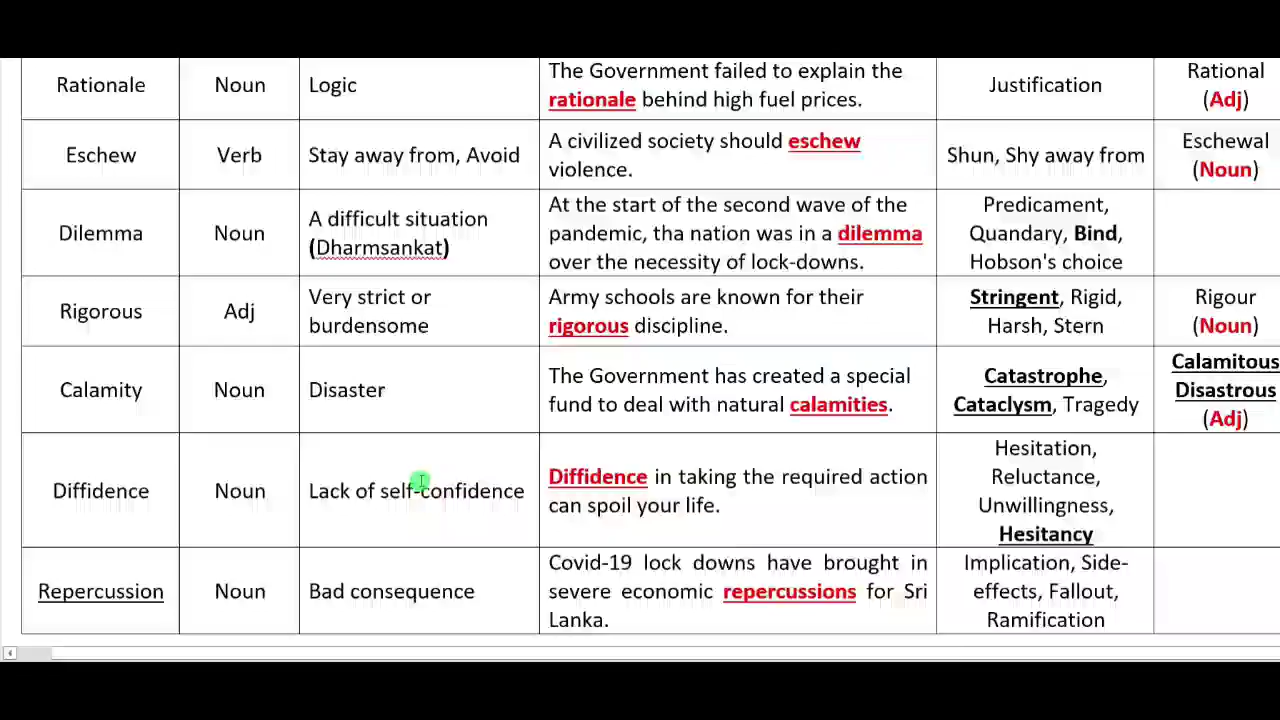 Rationale
Noun
Logic
The Government failed to explain the
rationale behind high fuel prices.
Justification
Rational
(Adj)
Eschew
Verb
Stay away from, Avoid
A civilized society should eschew
violence.
Shun, Shy away from
Eschewal
(Noun)
Dilemma
Noun
A difficult situation
(Dharmsankat)
At the start of the second wave of the
pandemic, tha nation was in a dilemma
over the necessity of lock-downs.
Predicament,
Quandary, Bind,
Hobson's choice
Rigorous
Adj
Very strict or
burdensome
Army schools are known for their
rigorous discipline.
Stringent, Rigid,
Harsh, Stern
Rigour
(Noun)
Calamity
Noun
Disaster
The Government has created a special
fund to deal with natural calamities.
Catastrophe,
Cataclysm, Tragedy
Calamitous
Disastrous
(Adj)
Diffidence
Noun
Lack of self-confidence
Diffidence in taking the required action
can spoil your life.
Hesitation,
Reluctance,
Unwillingness,
Hesitancy
Repercussion
Noun
Bad consequence
Covid-19 lock downs have brought in
severe economic repercussions for Sri
Lanka.
Implication, Side-
effects, Fallout,
Ramification